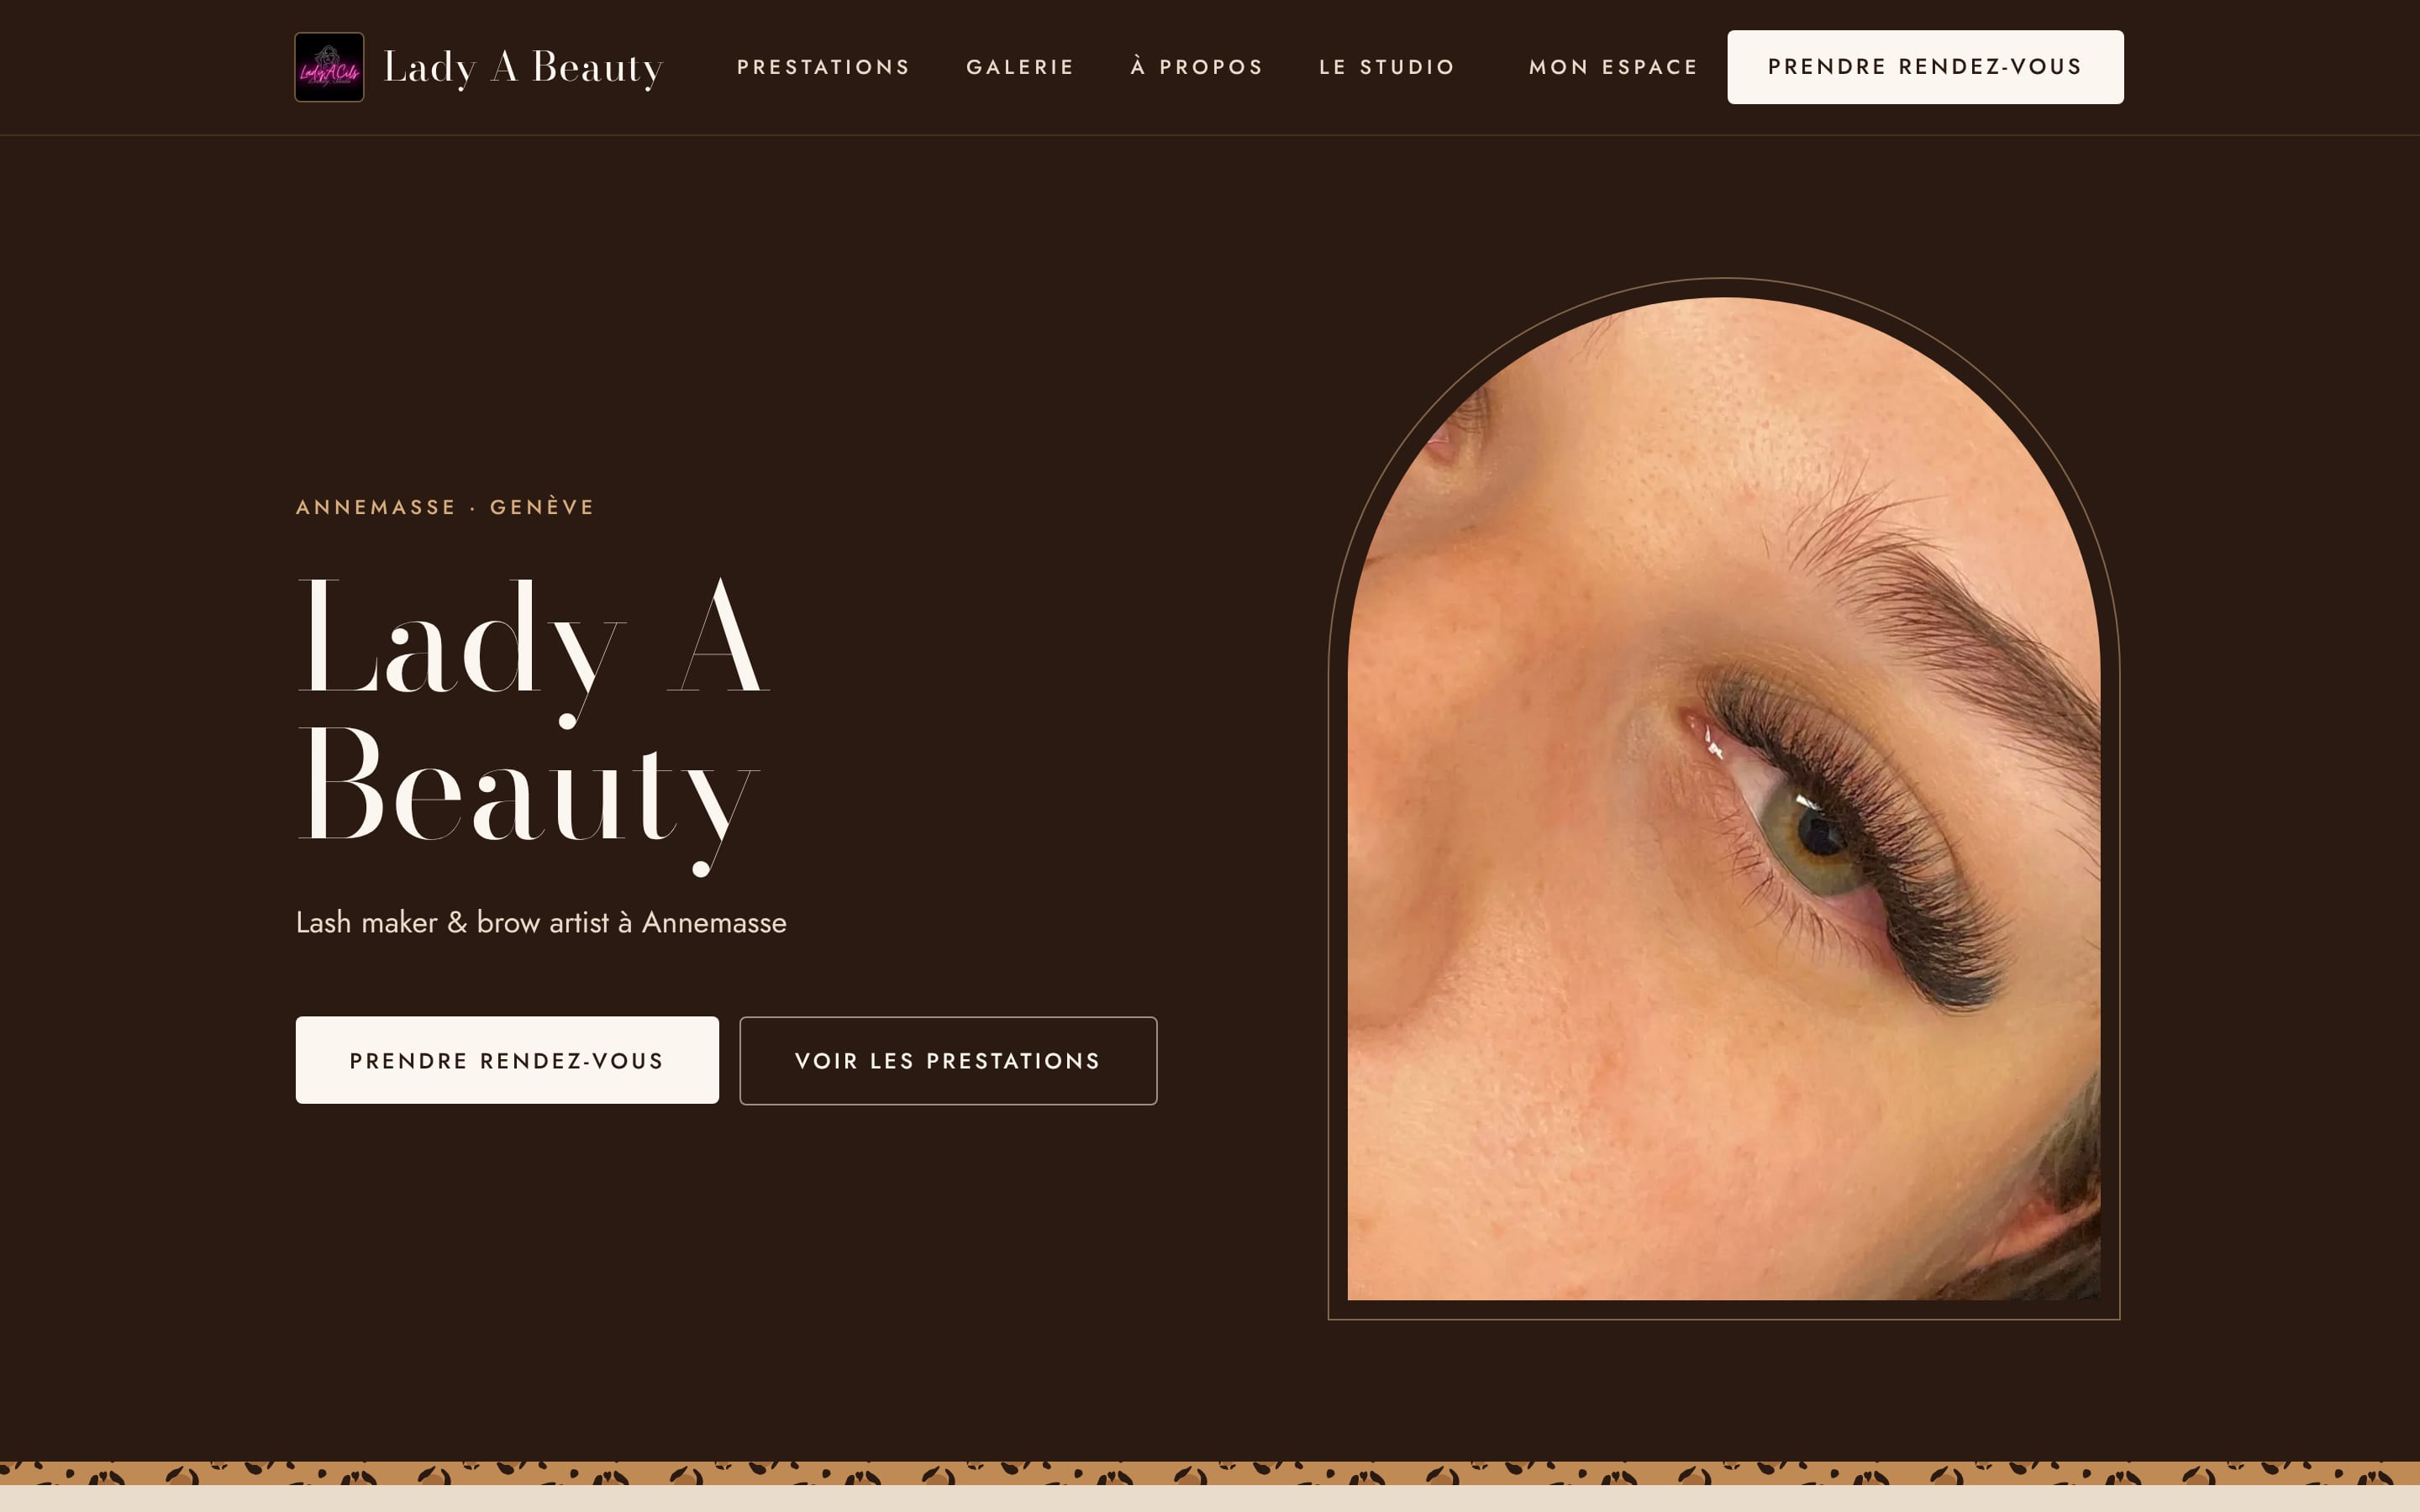 LadyACils
Lady A Beauty
PRESTATIONS
GALERIE
À PROPOS
LE STUDIO
MON ESPACE
PRENDRE RENDEZ-VOUS
ANNEMASSE · GENÈVE
Lady A
Beauty
Lash maker & brow artist à Annemasse
PRENDRE RENDEZ-VOUS
VOIR LES PRESTATIONS